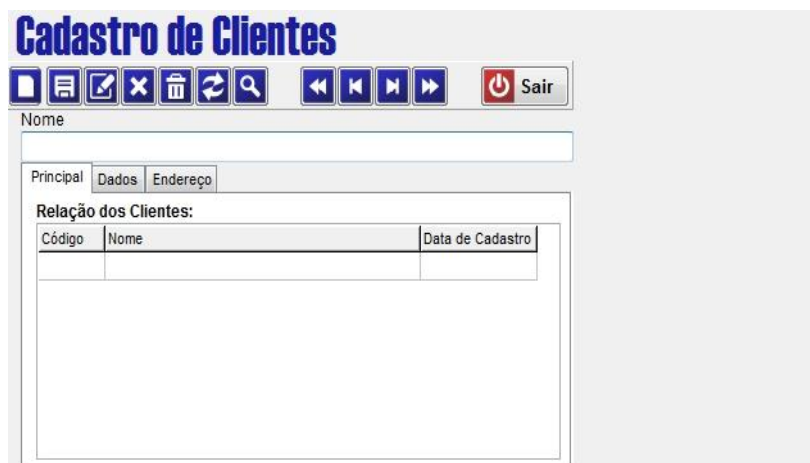 Cadastro de Clientes
Sair
Nome
Principal Dados Endereço
Relação dos Clientes:
Código Nome Data de Cadastro